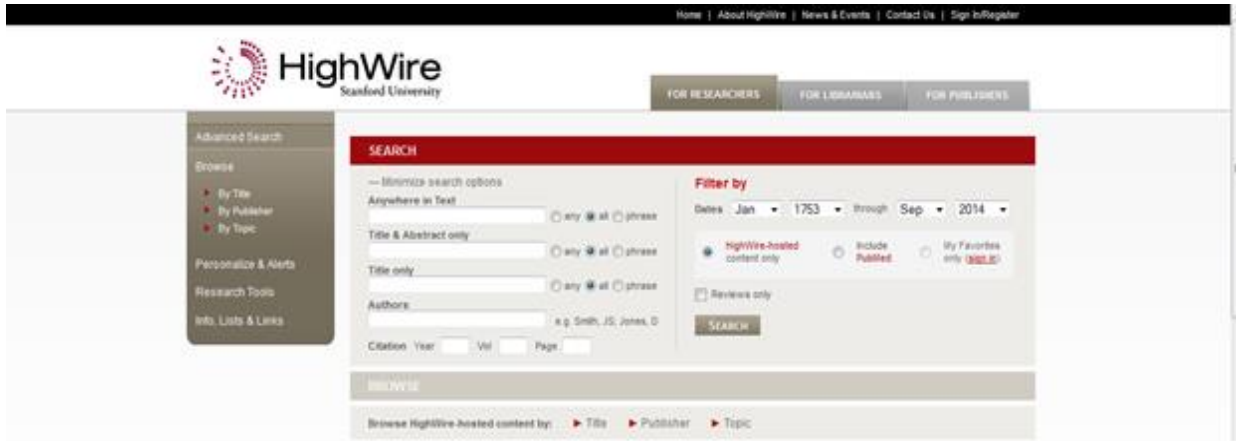 Home | About HighWire | News & Events | Contact Us | Sign In/Register
HighWire
Stanford University
FOR RESEARCHERS
FOR LIBRARIANS
FOR PUBLISHERS
Advanced Search
Browse
By Title
By Publisher
By Topic
Personalize & Alerts
Research Tools
Info, Lists & Links
SEARCH
— Minimize search options
Anywhere in Text
any all phrase
Title & Abstract only
any all phrase
Title only
any all phrase
Authors
e.g. Smith, JS; Jones, D
Citation Year Vol Page
Filter by
Dates Jan 1753 through Sep 2014
HighWire-hosted
content only
Include
PubMed
My Favorites
only (sign in)
Reviews only
SEARCH
BROWSE
Browse HighWire-hosted content by: Title Publisher Topic